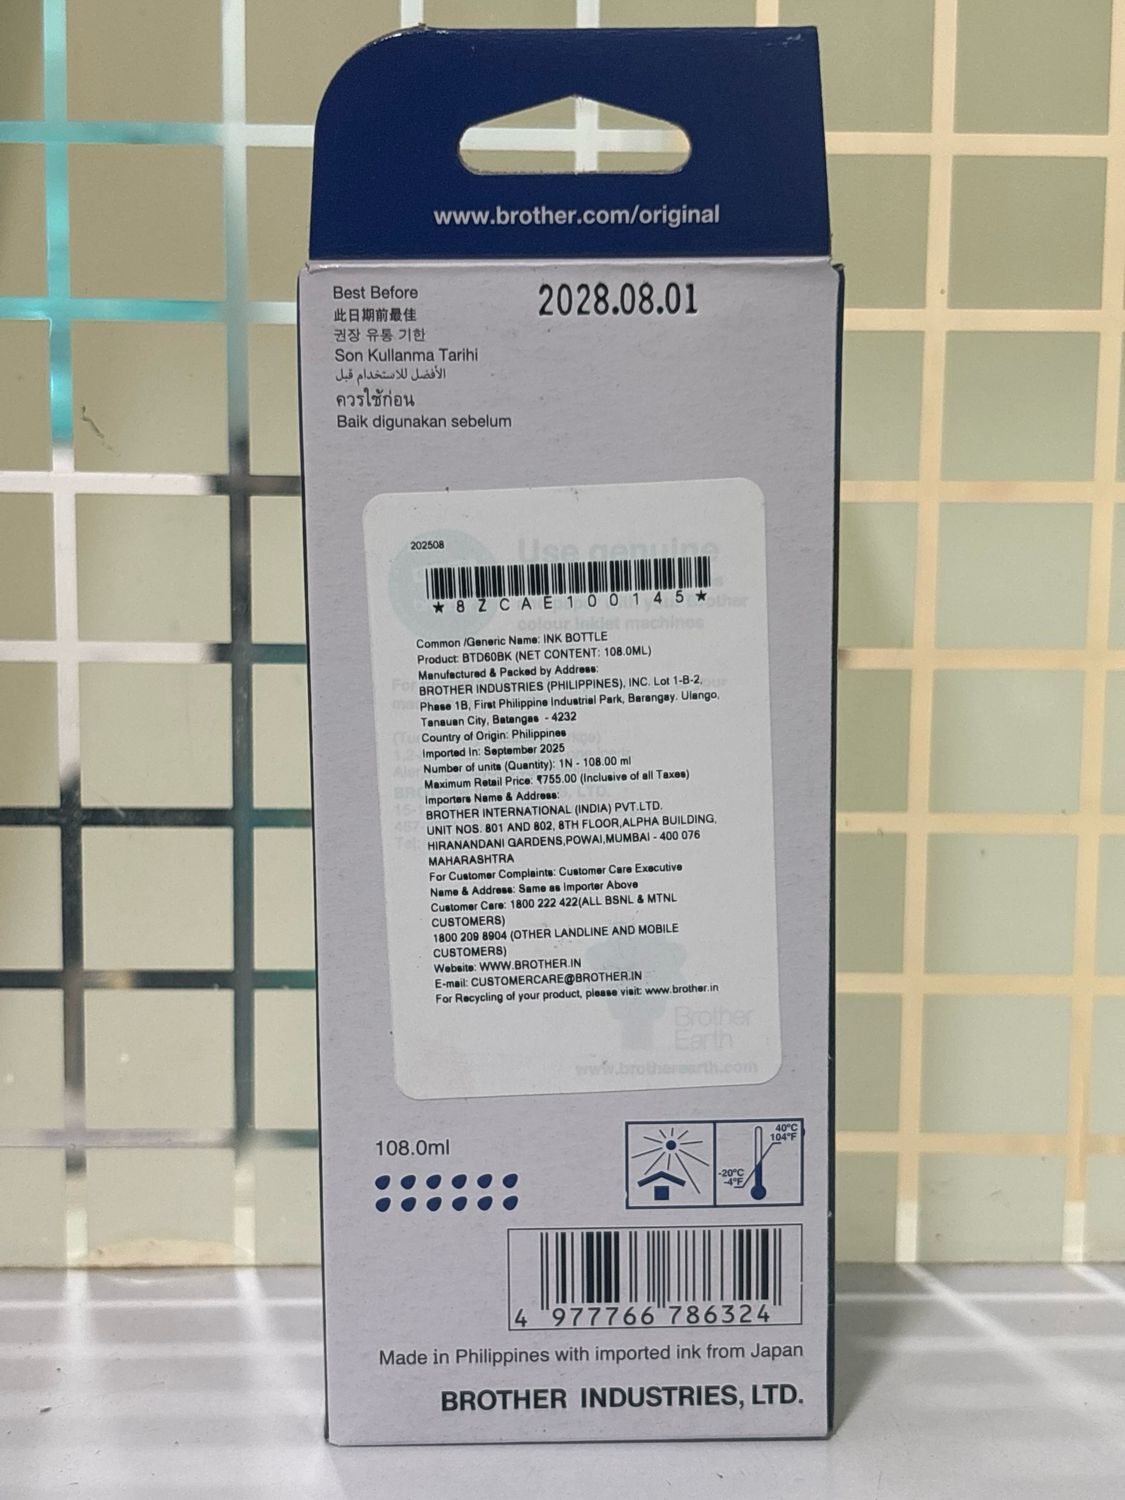 www.brother.com/original
Best Before
2028.08.01
此日期前最佳
권장 유통 기한
Son Kullanma Tarihi
الأفضل للاستخدام قبل
ควรใช้ก่อน
Baik digunakan sebelum
202508
Use genuine
★8ZCAE100145★
colour inkjet machines
Common /Generic Name: INK BOTTLE
Product: BTD60BK (NET CONTENT: 108.0ML)
Manufactured & Packed by Address:
BROTHER INDUSTRIES (PHILIPPINES), INC. Lot 1-B-2,
Phase 1B, First Philippine Industrial Park, Barangay. Ulango,
Tanauan City, Batangas - 4232
Country of Origin: Philippines
Imported In: September 2025
Number of units (Quantity): 1N - 108.00 ml
Maximum Retail Price: ₹755.00 (Inclusive of all Taxes)
Importers Name & Address:
BROTHER INTERNATIONAL (INDIA) PVT.LTD.
UNIT NOS. 801 AND 802, 8TH FLOOR,ALPHA BUILDING,
HIRANANDANI GARDENS,POWAI,MUMBAI - 400 076
MAHARASHTRA
For Customer Complaints: Customer Care Executive
Name & Address: Same as Importer Above
Customer Care: 1800 222 422(ALL BSNL & MTNL
CUSTOMERS)
1800 209 8904 (OTHER LANDLINE AND MOBILE
CUSTOMERS)
Website: WWW.BROTHER.IN
E-mail: CUSTOMERCARE@BROTHER.IN
For Recycling of your product, please visit: www.brother.in
Brother
Earth
www.brotherearth.com
108.0ml
40°C
104°F
-20°C
-4°F
4 977766 786324
Made in Philippines with imported ink from Japan
BROTHER INDUSTRIES, LTD.